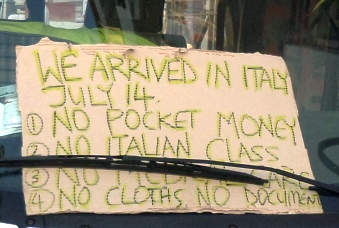 WE ARRIVED IN ITALY
JULY 14.
① NO POCKET MONEY
② NO ITALIAN CLASS
③ NO
④ NO CLOTHS NO DOCUMENT